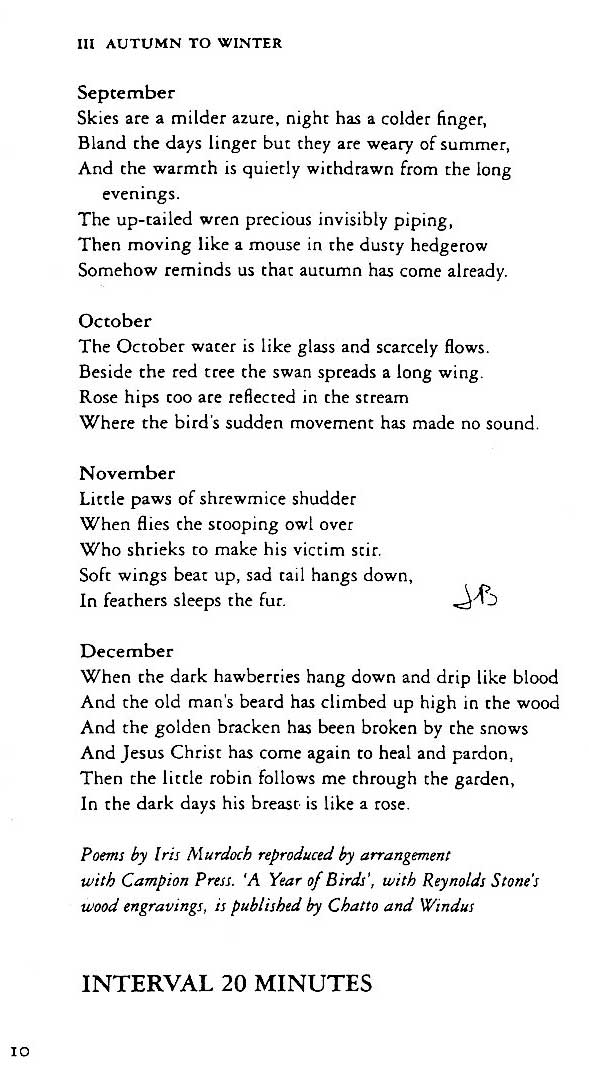 III AUTUMN TO WINTER
September
Skies are a milder azure, night has a colder finger,
Bland the days linger but they are weary of summer,
And the warmth is quietly withdrawn from the long
evenings.
The up-tailed wren precious invisibly piping,
Then moving like a mouse in the dusty hedgerow
Somehow reminds us that autumn has come already.
October
The October water is like glass and scarcely flows.
Beside the red tree the swan spreads a long wing.
Rose hips too are reflected in the stream
Where the bird's sudden movement has made no sound.
November
Little paws of shrewmice shudder
When flies the stooping owl over
Who shrieks to make his victim stir.
Soft wings beat up, sad tail hangs down,
In feathers sleeps the fur.
December
When the dark hawberries hang down and drip like blood
And the old man's beard has climbed up high in the wood
And the golden bracken has been broken by the snows
And Jesus Christ has come again to heal and pardon,
Then the little robin follows me through the garden,
In the dark days his breast is like a rose.
Poems by Iris Murdoch reproduced by arrangement
with Campion Press. 'A Year of Birds', with Reynolds Stone's
wood engravings, is published by Chatto and Windus
INTERVAL 20 MINUTES
10